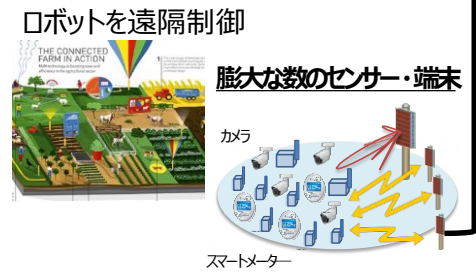 ロボットを遠隔制御
THE CONNECTED
FARM IN ACTION
膨大な数のセンサー・端末
カメラ
スマートメーター